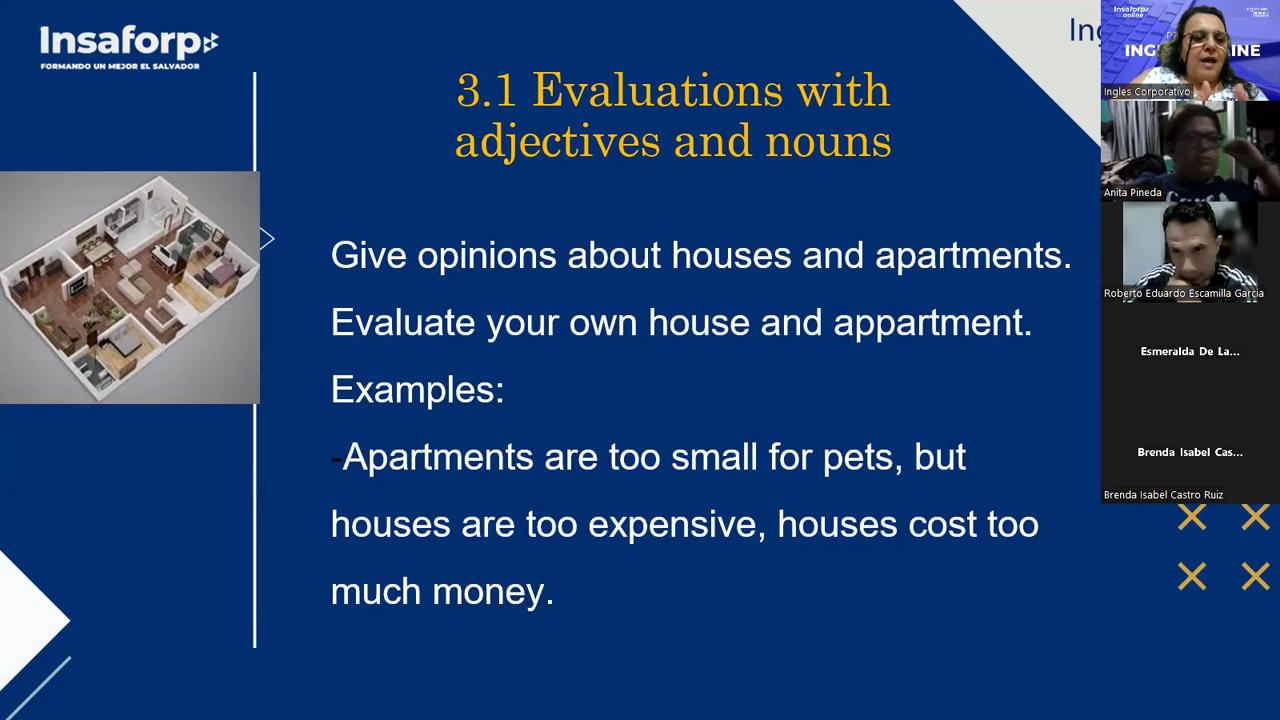 Insaforp
FORMANDO UN MEJOR EL SALVADOR
3.1 Evaluations with
adjectives and nouns
Give opinions about houses and apartments.
Evaluate your own house and appartment.
Examples:
-Apartments are too small for pets, but
houses are too expensive, houses cost too
much money.
Insaforp
online
Ingles Corporativo
Anita Pineda
Roberto Eduardo Escamilla Garcia
Esmeralda De La...
Brenda Isabel Cas...
Brenda Isabel Castro Ruiz